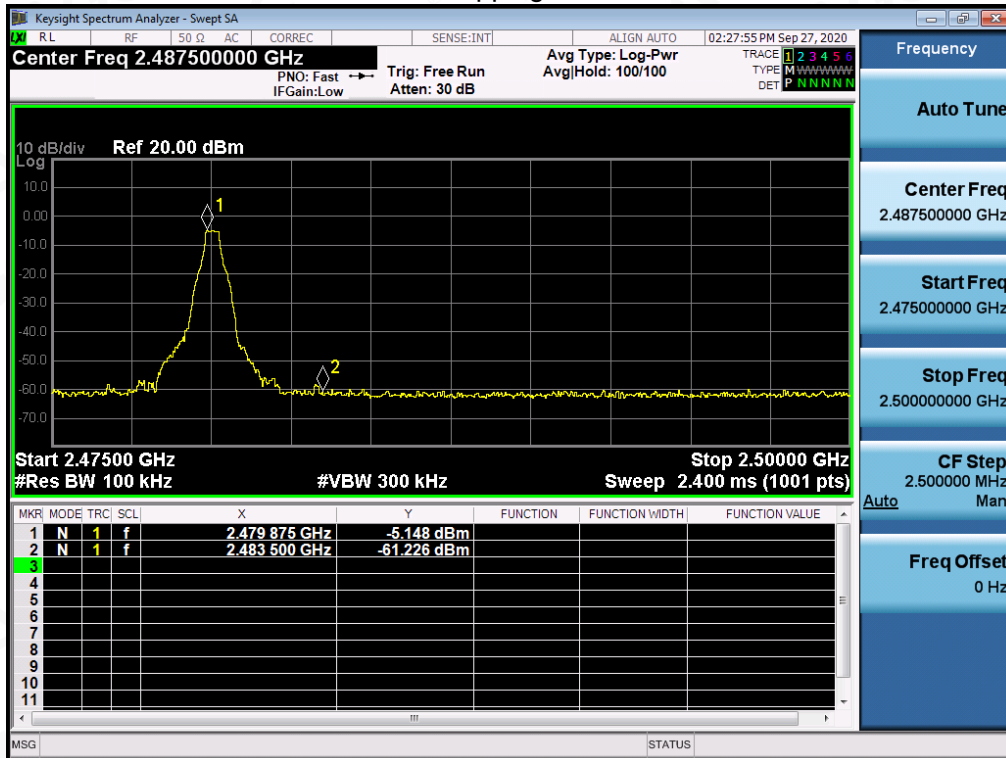 Keysight Spectrum Analyzer - Swept SA
LXI RL RF 50 Ω AC CORREC SENSE:INT ALIGN AUTO 02:27:55 PM Sep 27, 2020
Center Freq 2.487500000 GHz
PNO: Fast
IFGain:Low
Trig: Free Run
Atten: 30 dB
Avg Type: Log-Pwr
Avg|Hold: 100/100
TRACE 1 2 3 4 5 6
TYPE M WWWWW
DET P N N N N N
10 dB/div Ref 20.00 dBm
Log
10.0
0.00
-10.0
-20.0
-30.0
-40.0
-50.0
-60.0
-70.0
1
2
Start 2.47500 GHz Stop 2.50000 GHz
#Res BW 100 kHz #VBW 300 kHz Sweep 2.400 ms (1001 pts)
MKR MODE TRC SCL X Y FUNCTION FUNCTION WIDTH FUNCTION VALUE
1 N 1 f 2.479 875 GHz -5.148 dBm
2 N 1 f 2.483 500 GHz -61.226 dBm
3
4
5
6
7
8
9
10
11
MSG STATUS
Frequency
Auto Tune
Center Freq
2.487500000 GHz
Start Freq
2.475000000 GHz
Stop Freq
2.500000000 GHz
CF Step
2.500000 MHz
Auto Man
Freq Offset
0 Hz